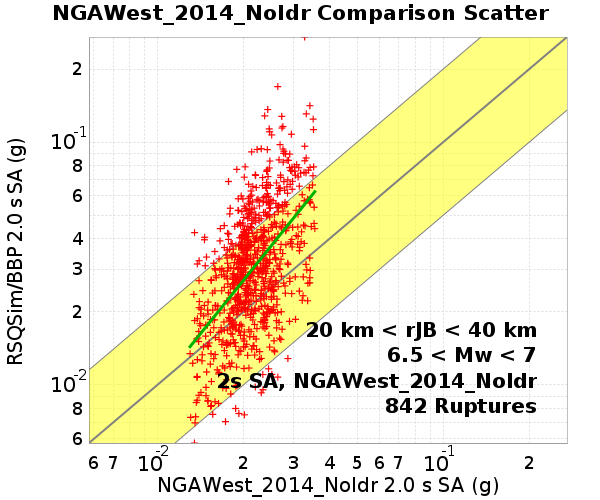 NGAWest_2014_NoIdr Comparison Scatter
2
10-1
8
6
4
3
2
10-2
8
6
RSQSim/BBP 2.0 s SA (g)
20 km < rJB < 40 km
6.5 < Mw < 7
2s SA, NGAWest_2014_NoIdr
842 Ruptures
6 7 10-2 2 3 4 5 6 7 10-1 2
NGAWest_2014_NoIdr 2.0 s SA (g)